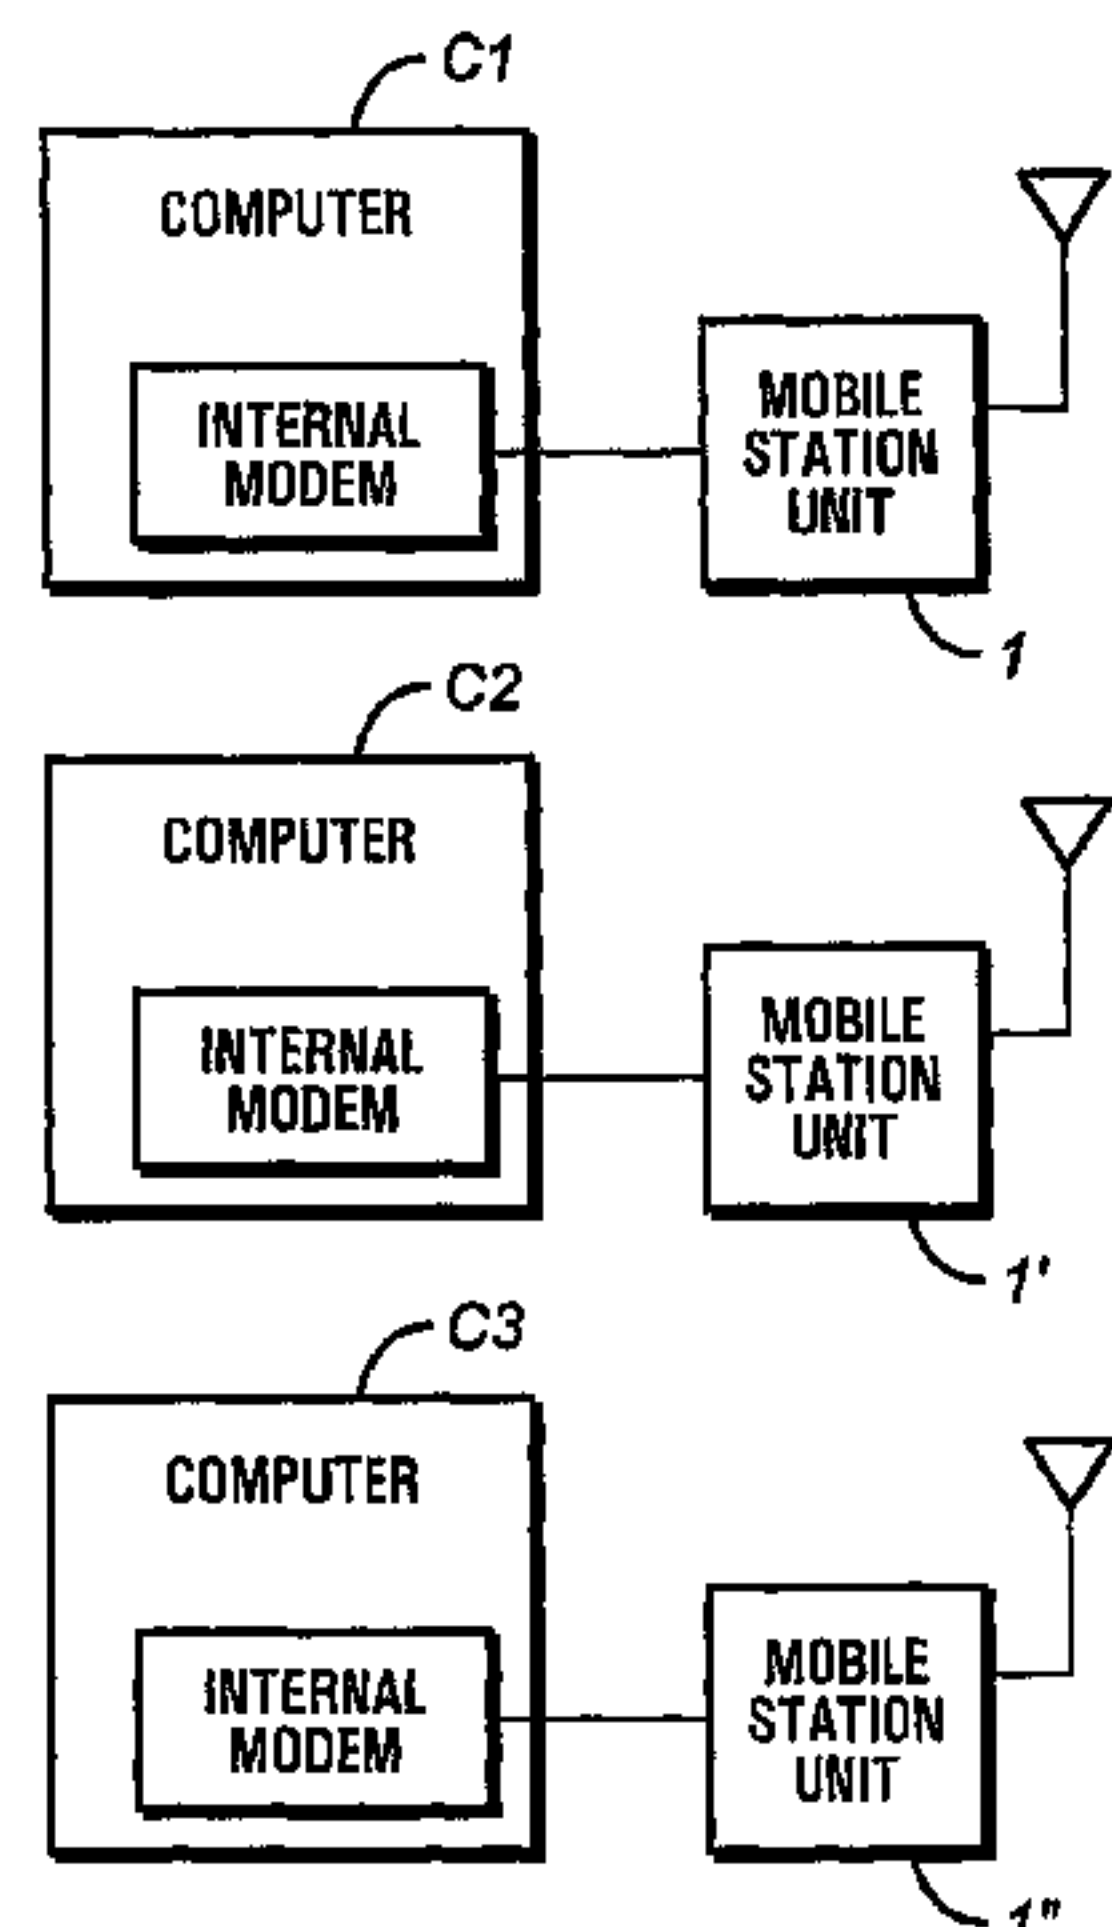 C1
COMPUTER
INTERNAL
MODEM
MOBILE
STATION
UNIT
1
C2
COMPUTER
INTERNAL
MODEM
MOBILE
STATION
UNIT
1'
C3
COMPUTER
INTERNAL
MODEM
MOBILE
STATION
UNIT
1"